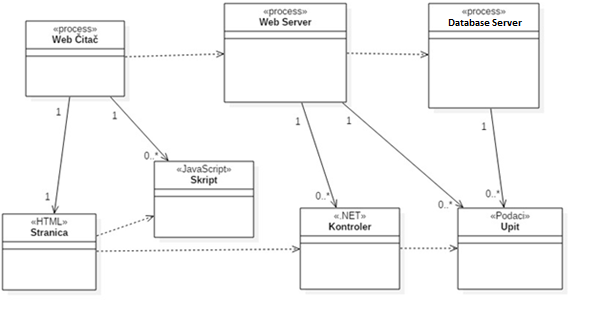 «process»
Web Čitač
«process»
Web Server
«process»
Database Server
1
1
1
1
1
0..*
«JavaScript»
Skript
1
0..*
0..*
0..*
«HTML»
Stranica
.NET»
Kontroler
«Podaci»
Upit